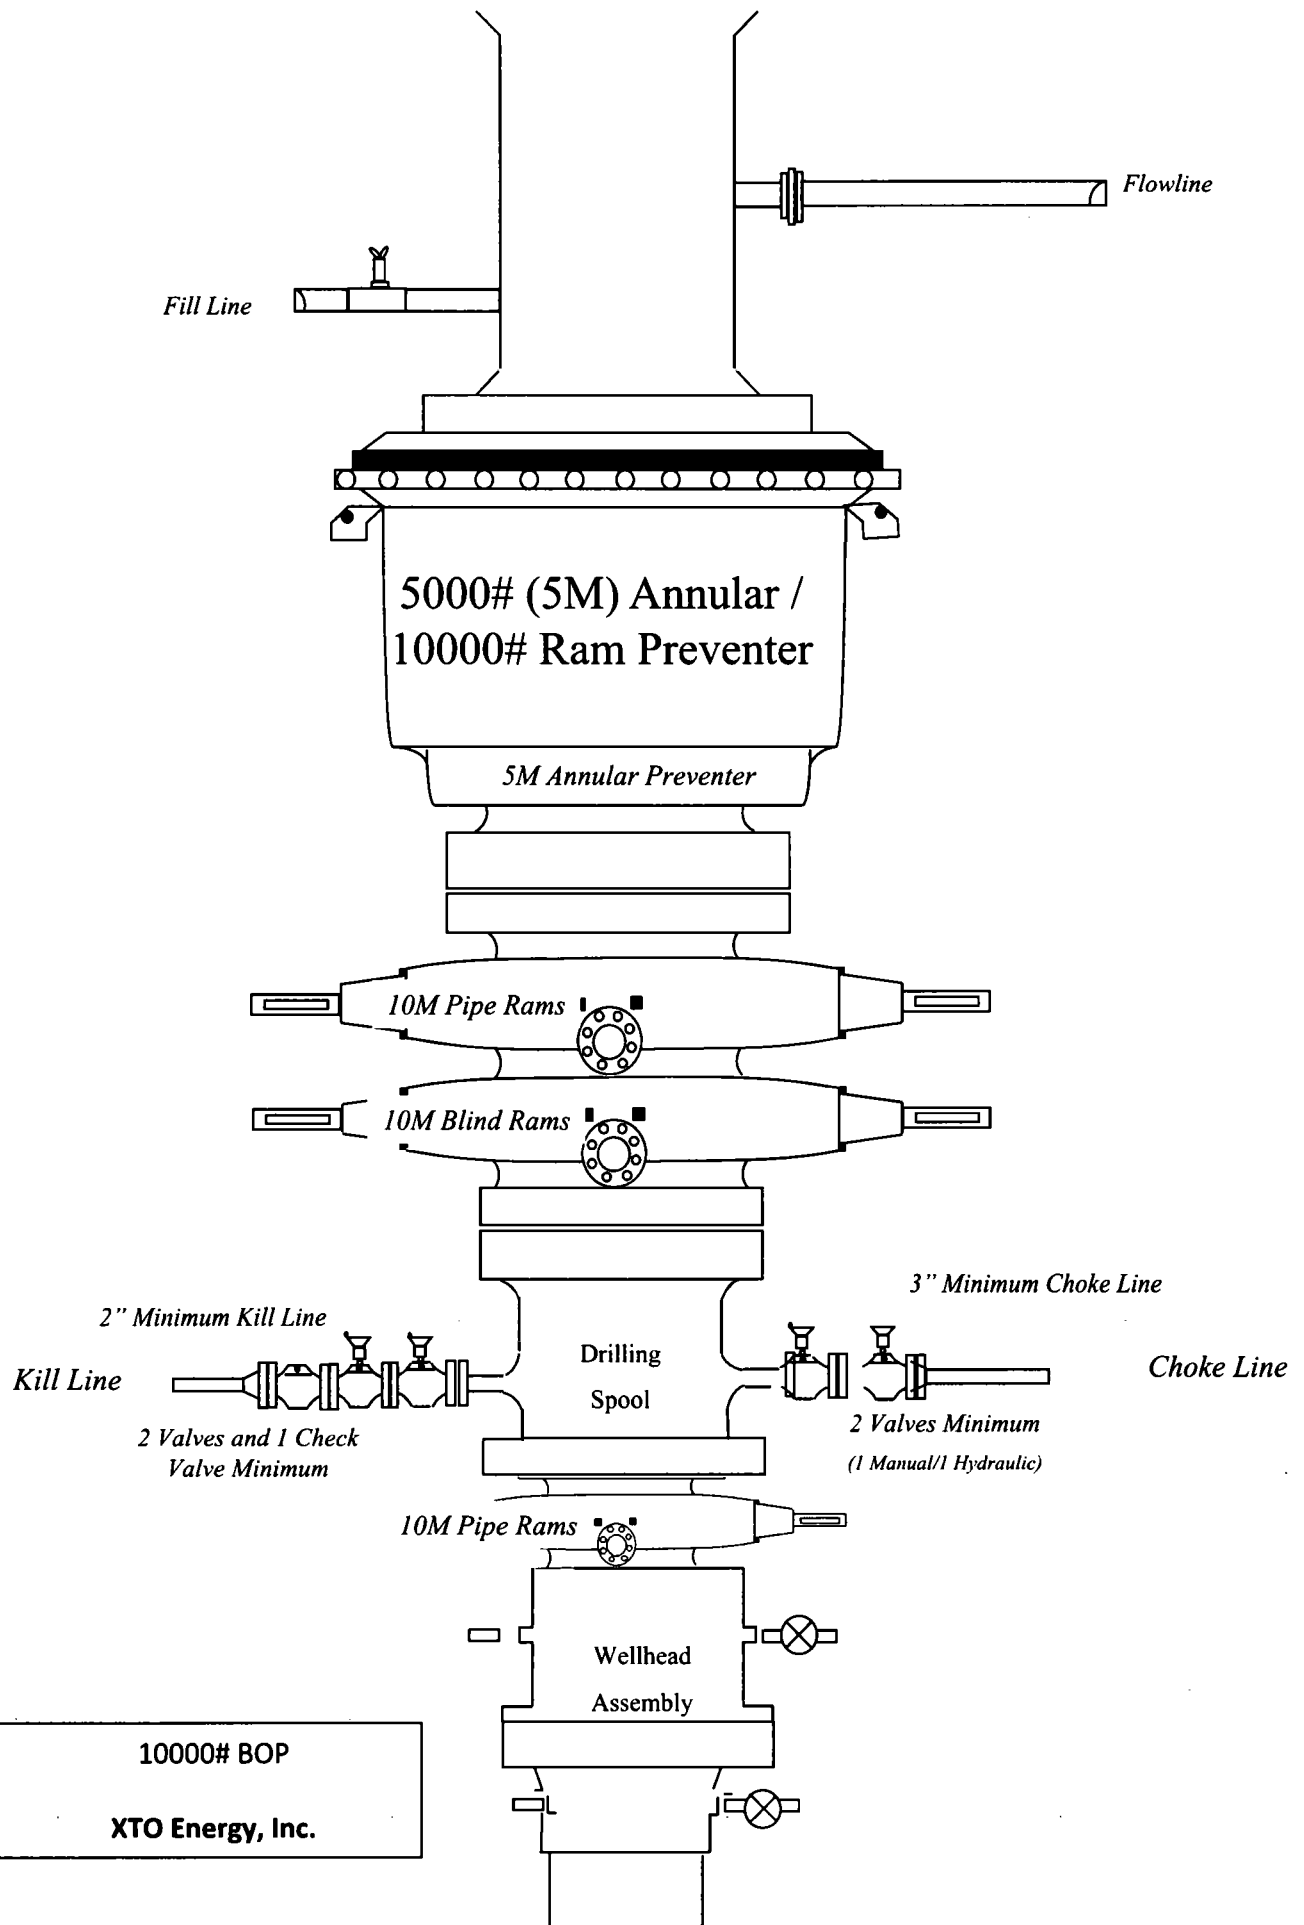 Flowline
Fill Line
5000# (5M) Annular /
10000# Ram Preventer
5M Annular Preventer
10M Pipe Rams
10M Blind Rams
3" Minimum Choke Line
2" Minimum Kill Line
Drilling
Spool
Kill Line
Choke Line
2 Valves and 1 Check
Valve Minimum
2 Valves Minimum
(1 Manual/1 Hydraulic)
10M Pipe Rams
Wellhead
Assembly
10000# BOP
XTO Energy, Inc.